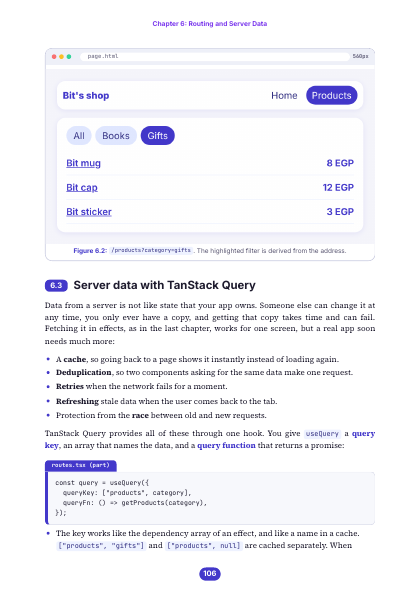 Chapter 6: Routing and Server Data
page.html
560px
Bit's shop
Home
Products
All
Books
Gifts
Bit mug
8 EGP
Bit cap
12 EGP
Bit sticker
3 EGP
Figure 6.2: /products?category=gifts. The highlighted filter is derived from the address.
6.3 Server data with TanStack Query
Data from a server is not like state that your app owns. Someone else can change it at
any time, you only ever have a copy, and getting that copy takes time and can fail.
Fetching it in effects, as in the last chapter, works for one screen, but a real app soon
needs much more:
• A cache, so going back to a page shows it instantly instead of loading again.
• Deduplication, so two components asking for the same data make one request.
• Retries when the network fails for a moment.
• Refreshing stale data when the user comes back to the tab.
• Protection from the race between old and new requests.
TanStack Query provides all of these through one hook. You give useQuery a query
key, an array that names the data, and a query function that returns a promise:
routes.tsx (part)
const query = useQuery({
  queryKey: ["products", category],
  queryFn: () => getProducts(category),
});
• The key works like the dependency array of an effect, and like a name in a cache.
["products", "gifts"] and ["products", null] are cached separately. When
106